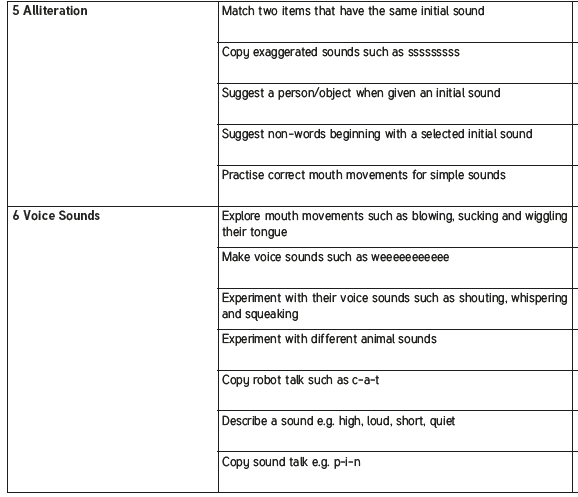 5 Alliteration
Match two items that have the same initial sound
Copy exaggerated sounds such as sssssssss
Suggest a person/object when given an initial sound
Suggest non-words beginning with a selected initial sound
Practise correct mouth movements for simple sounds
6 Voice Sounds
Explore mouth movements such as blowing, sucking and wiggling
their tongue
Make voice sounds such as weeeeeeeeeee
Experiment with their voice sounds such as shouting, whispering
and squeaking
Experiment with different animal sounds
Copy robot talk such as c-a-t
Describe a sound e.g. high, loud, short, quiet
Copy sound talk e.g. p-i-n